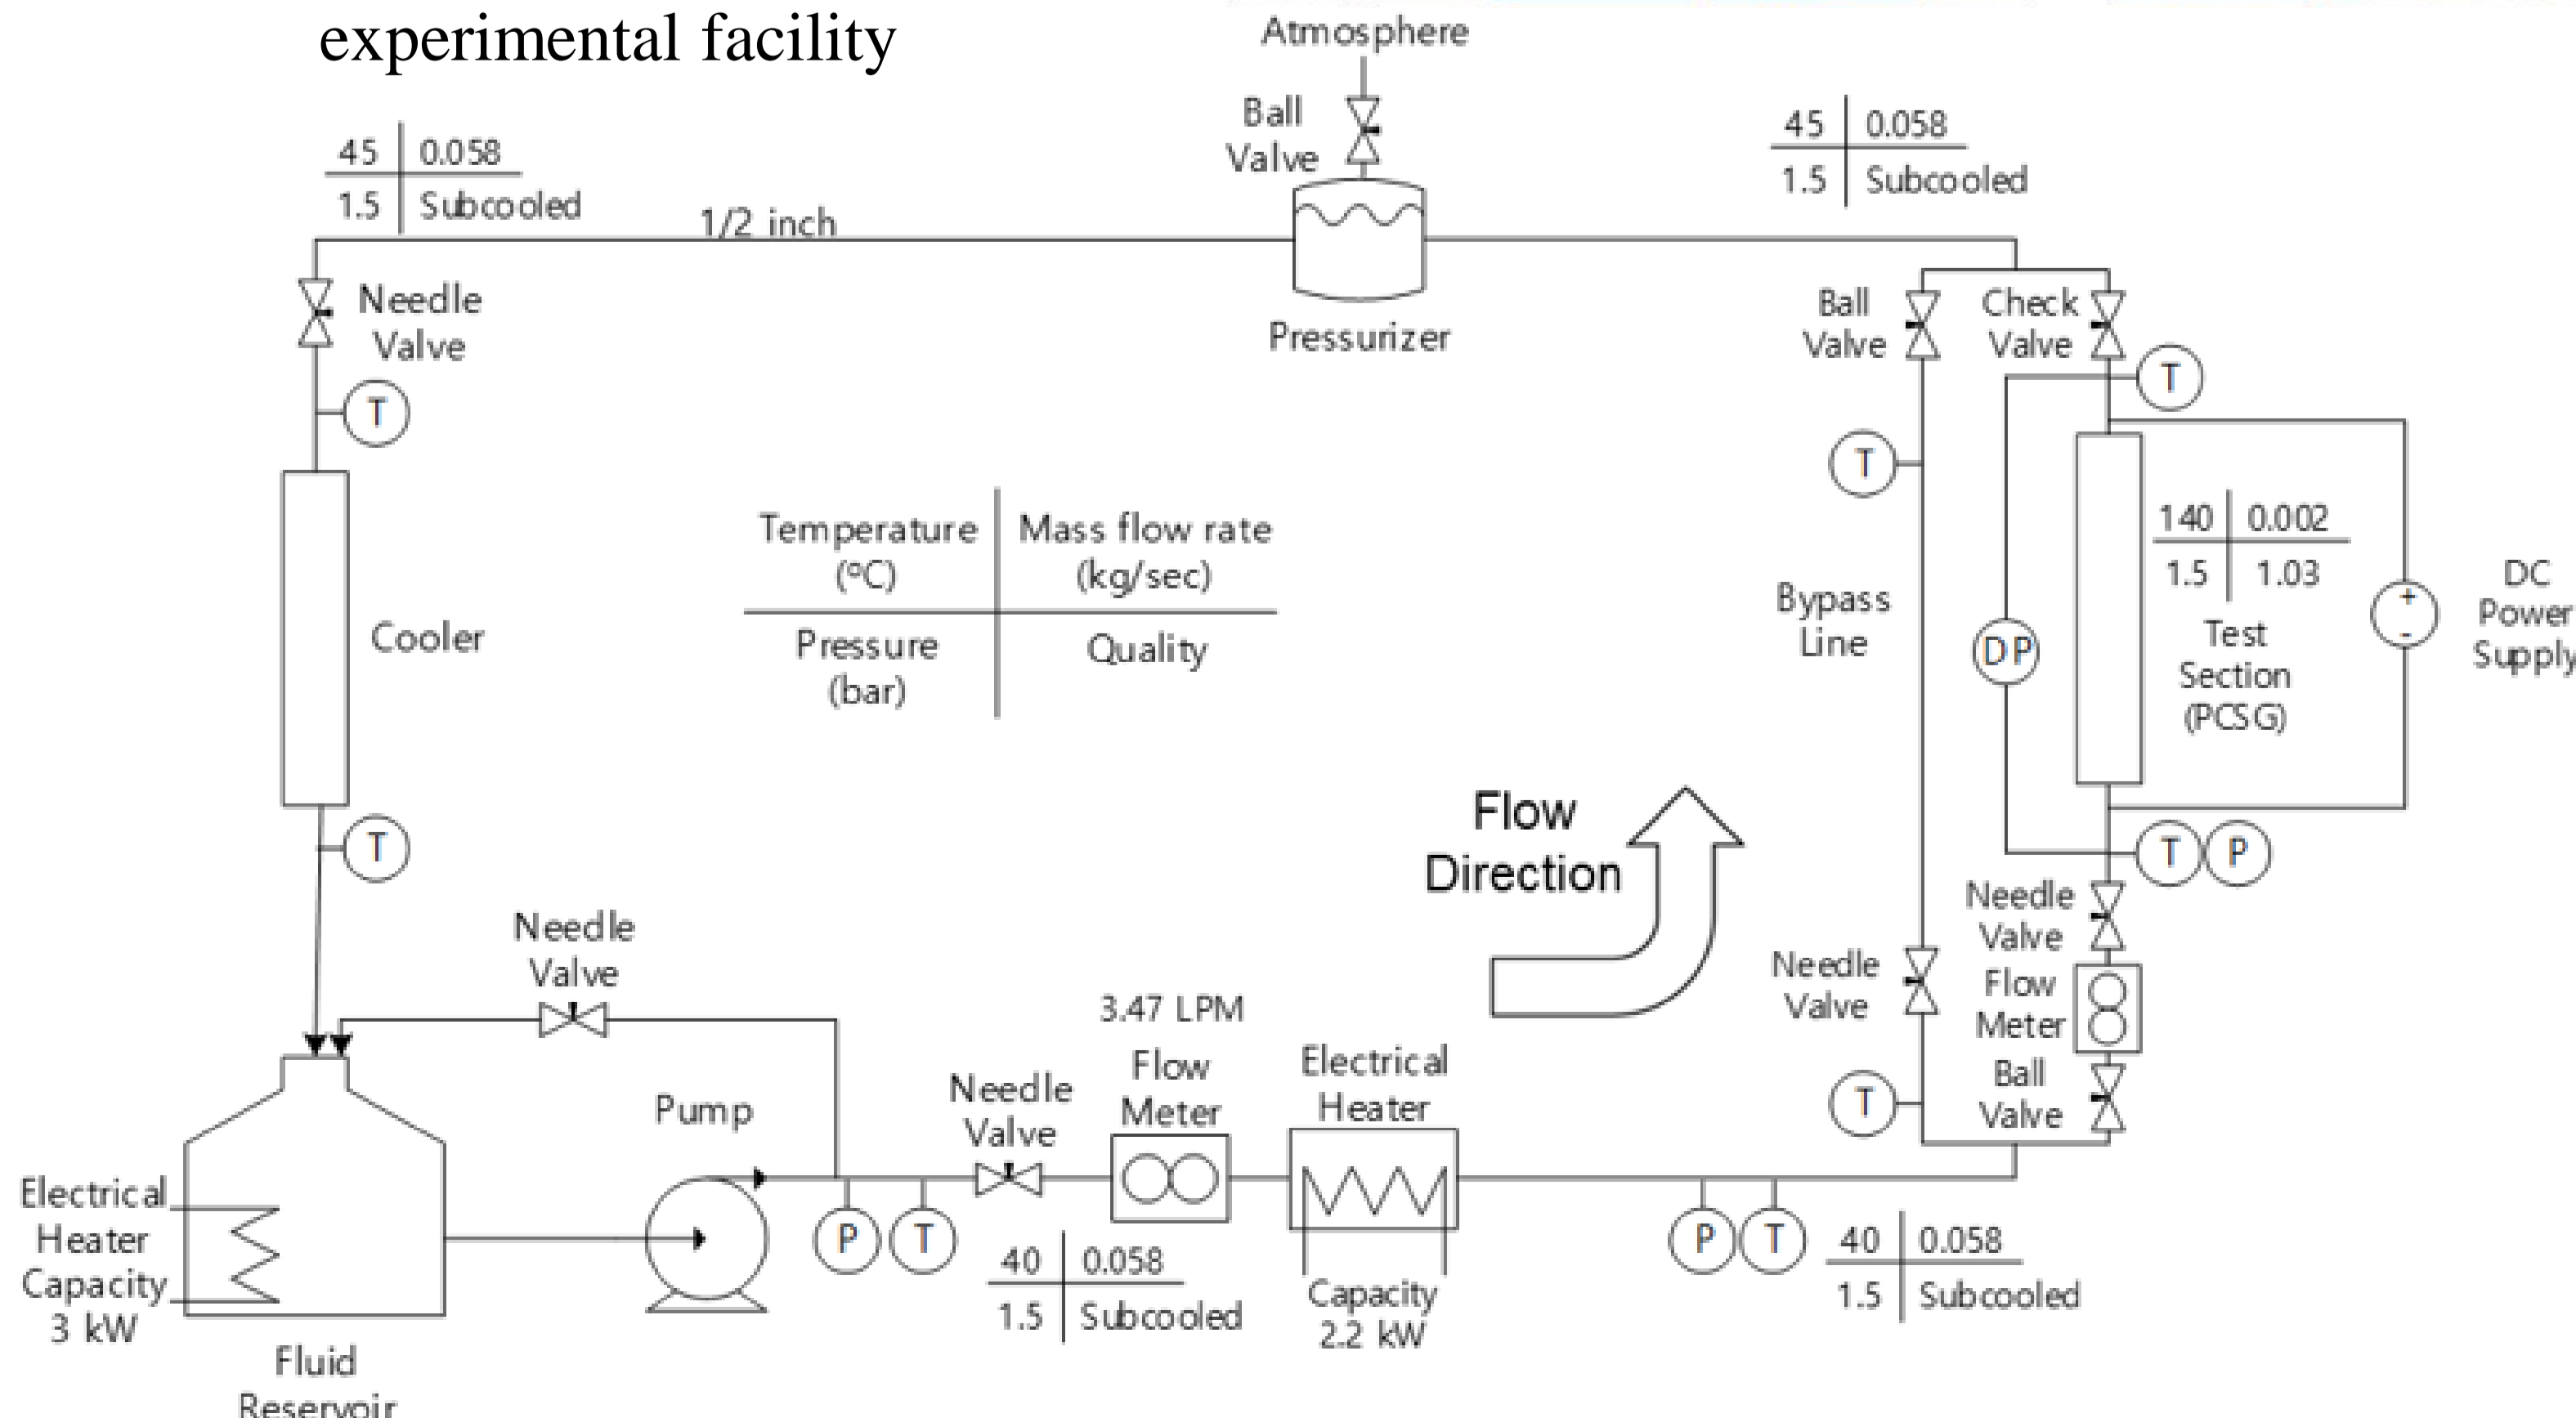 experimental facility
Atmosphere
Ball
Valve
45 0.058
1.5 Subcooled
45 0.058
1.5 Subcooled
1/2 inch
Needle
Valve
Pressurizer
Ball
Valve
Check
Valve
T
T
T
Temperature
(°C)
Mass flow rate
(kg/sec)
Pressure
(bar)
Quality
Cooler
Bypass
Line
DP
140 0.002
1.5 1.03
Test
Section
(PCSG)
+
-
DC
Power
Supply
T
Flow
Direction
T P
Needle
Valve
Needle
Valve
Needle
Valve
Flow
Meter
3.47 LPM
Flow
Meter
Electrical
Heater
Needle
Valve
Pump
T
Ball
Valve
Electrical
Heater
Capacity
3 kW
P T
40 0.058
1.5 Subcooled
Capacity
2.2 kW
P T
40 0.058
1.5 Subcooled
Fluid
Reservoir